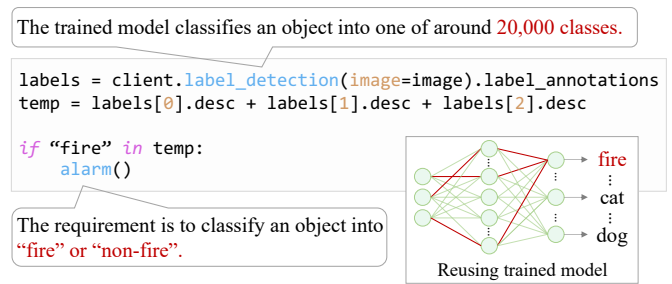 The trained model classifies an object into one of around 20,000 classes.
labels = client.label_detection(image=image).label_annotations
temp = labels[0].desc + labels[1].desc + labels[2].desc
if “fire” in temp:
    alarm()
The requirement is to classify an object into
“fire” or “non-fire”.
fire
⋮
cat
⋮
dog
Reusing trained model